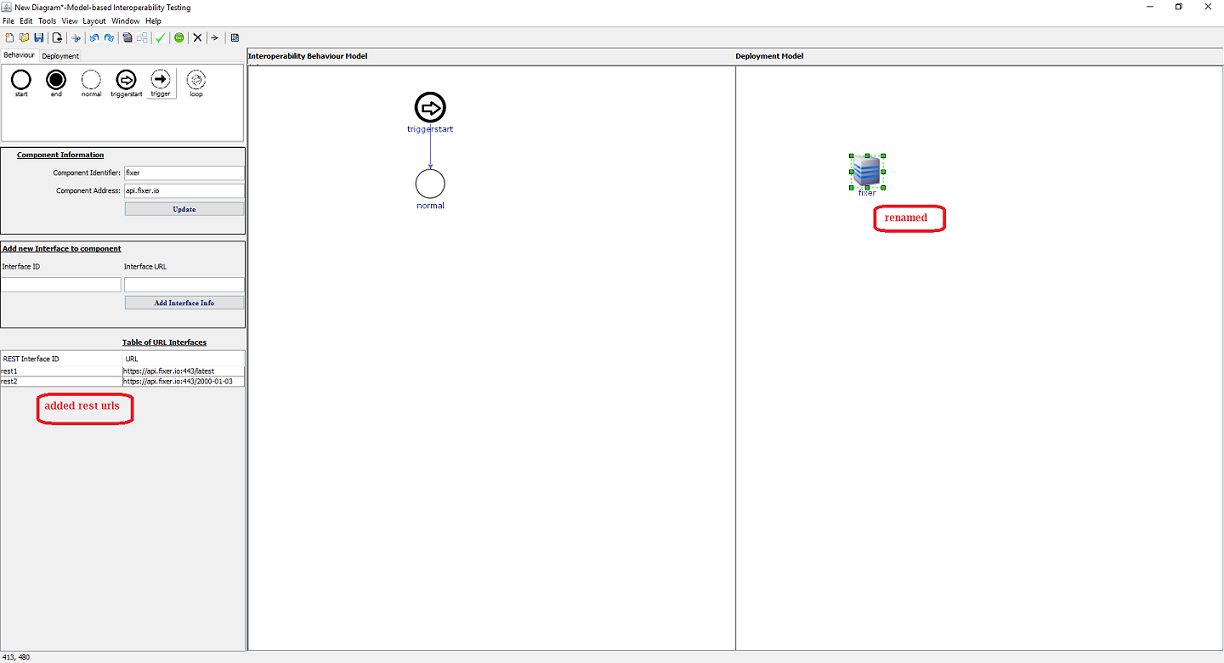 New Diagram*-Model-based Interoperability Testing
File Edit Tools View Layout Window Help
Behaviour Deployment
start end normal triggerstart trigger loop
Component Information
Component Identifier: fixer
Component Address: api.fixer.io
Update
Add new Interface to component
Interface ID Interface URL
Add Interface Info
Table of URL Interfaces
REST Interface ID URL
rest1 https://api.fixer.io:443/latest
rest2 https://api.fixer.io:443/2000-01-03
added rest urls
Interoperability Behaviour Model
triggerstart
normal
Deployment Model
fixer
renamed
413, 480